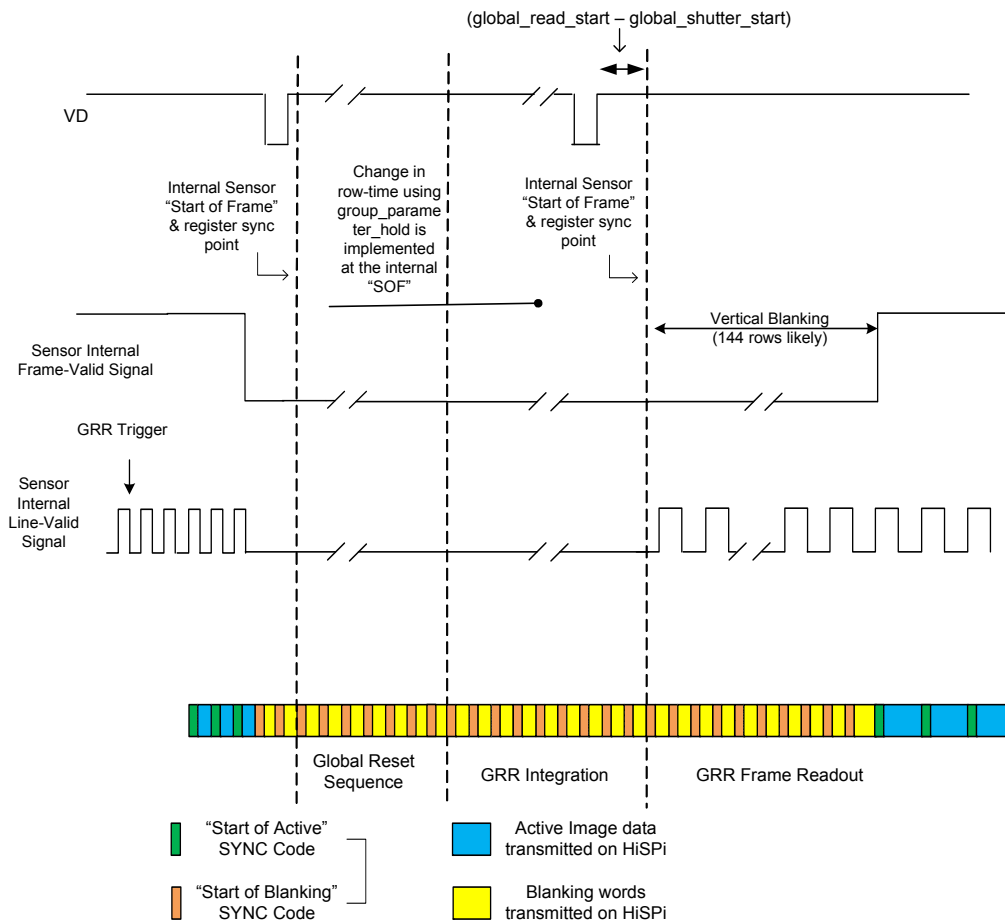 (global_read_start – global_shutter_start)
VD
Internal Sensor
“Start of Frame”
& register sync
point
Change in
row-time using
group_parame
ter_hold is
implemented
at the internal
“SOF”
Internal Sensor
“Start of Frame”
& register sync
point
Vertical Blanking
(144 rows likely)
Sensor Internal
Frame-Valid Signal
GRR Trigger
Sensor
Internal
Line-Valid
Signal
Global Reset
Sequence
GRR Integration
GRR Frame Readout
“Start of Active”
SYNC Code
Active Image data
transmitted on HiSPi
“Start of Blanking”
SYNC Code
Blanking words
transmitted on HiSPi